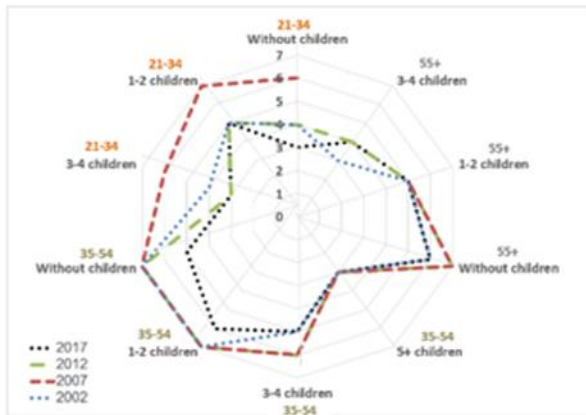 21-34
Without children
21-34
1-2 children
55+
3-4 children
21-34
3-4 children
55+
1-2 children
35-54
Without children
55+
Without children
35-54
1-2 children
35-54
5+ children
3-4 children
35-54
7
6
5
4
3
2
1
0
2017
2012
2007
2002